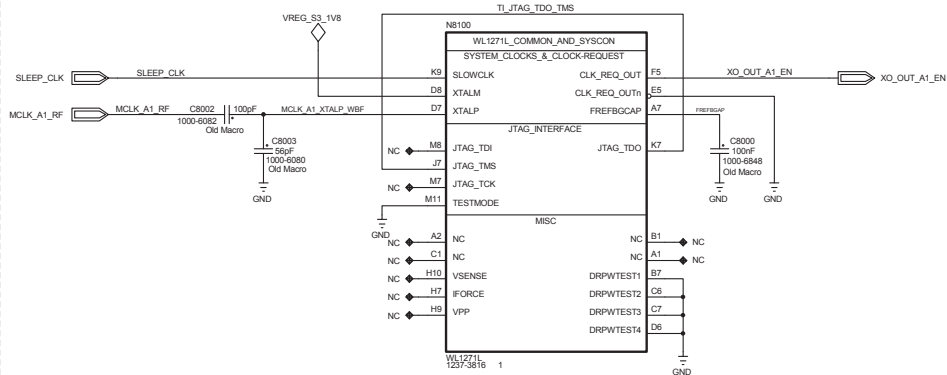 TI_JTAG_TDO_TMS
VREG_S3_1V8
N8100
WL1271L_COMMON_AND_SYSCON
SYSTEM_CLOCKS_&_CLOCK-REQUEST
SLEEP_CLK SLEEP_CLK K9 SLOWCLK CLK_REQ_OUT F5 XO_OUT_A1_EN XO_OUT_A1_EN
D8 XTALM CLK_REQ_OUTn E5
MCLK_A1_RF MCLK_A1_RF C8002 100pF MCLK_A1_XTALP_WBF D7 XTALP FREFBGCAP A7 FREFBGCAP
1000-6082
Old Macro
JTAG_INTERFACE
C8003
56pF
1000-6080
Old Macro
GND
NC M8 JTAG_TDI JTAG_TDO K7
J7 JTAG_TMS
NC M7 JTAG_TCK
M11 TESTMODE
C8000
100nF
1000-6848
Old Macro
GND
GND
GND
MISC
NC A2 NC NC B1 NC
NC C1 NC NC A1 NC
NC H10 VSENSE DRPWTEST1 B7
NC H7 IFORCE DRPWTEST2 C6
NC H9 VPP DRPWTEST3 C7
DRPWTEST4 D6
WL1271L
1237-3816 1
GND